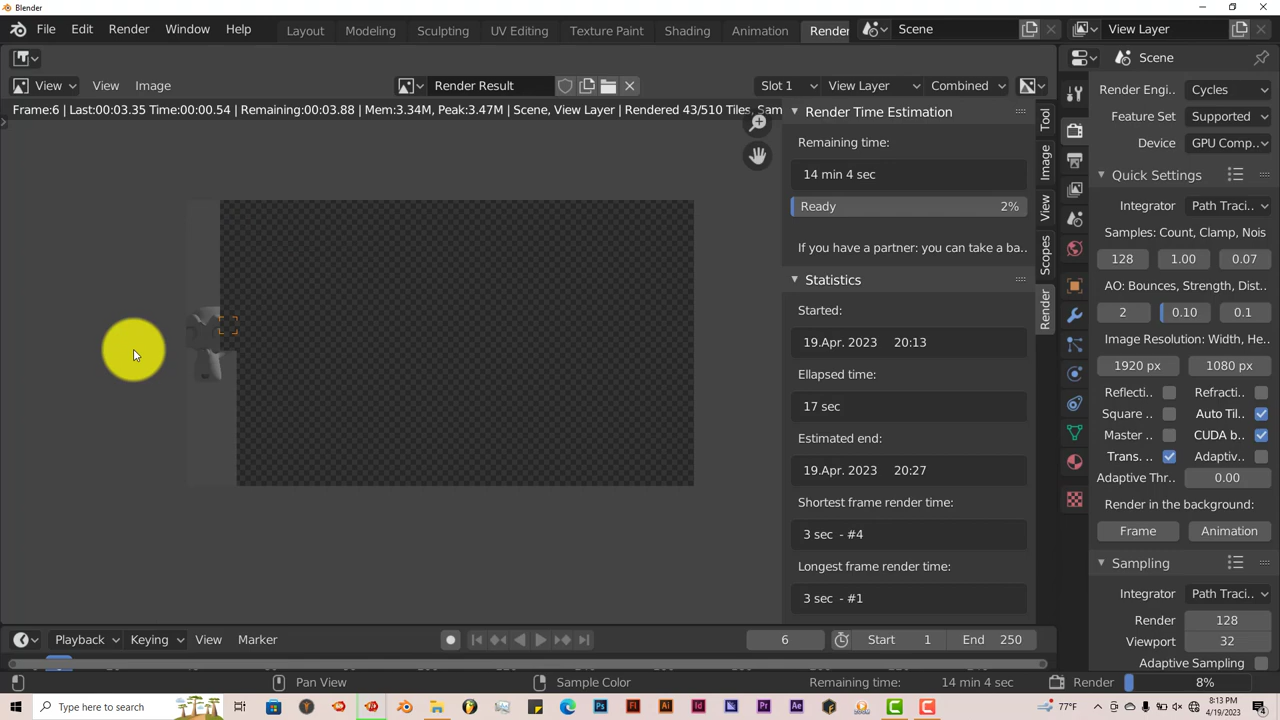 Blender
File Edit Render Window Help Layout Modeling Sculpting UV Editing Texture Paint Shading Animation Render Scene View Layer
View View Image Render Result Slot 1 View Layer Combined
Frame:6 | Last:00:03.35 Time:00:00.54 | Remaining:00:03.88 | Mem:3.34M, Peak:3.47M | Scene, View Layer | Rendered 43/510 Tiles, Sam
Render Time Estimation
Remaining time:
14 min 4 sec
Ready 2%
If you have a partner: you can take a ba..
Statistics
Started:
19.Apr. 2023 20:13
Ellapsed time:
17 sec
Estimated end:
19.Apr. 2023 20:27
Shortest frame render time:
3 sec - #4
Longest frame render time:
3 sec - #1
Tool
Image
View
Scopes
Render
Scene
Render Engi.. Cycles
Feature Set Supported
Device GPU Comp..
Quick Settings
Integrator Path Traci..
Samples: Count, Clamp, Nois
128 1.00 0.07
AO: Bounces, Strength, Dist..
2 0.10 0.1
Image Resolution: Width, He..
1920 px 1080 px
Reflecti.. Refracti..
Square .. Auto Til..
Master .. CUDA b..
Trans. .. Adaptiv..
Adaptive Thr.. 0.00
Render in the background:
Frame Animation
Sampling
Integrator Path Traci..
Render 128
Viewport 32
Adaptive Sampling
Playback Keying View Marker 6 Start 1 End 250
Pan View Sample Color Remaining time: 14 min 4 sec Render 8%
Type here to search 77°F 8:13 PM
4/19/2023